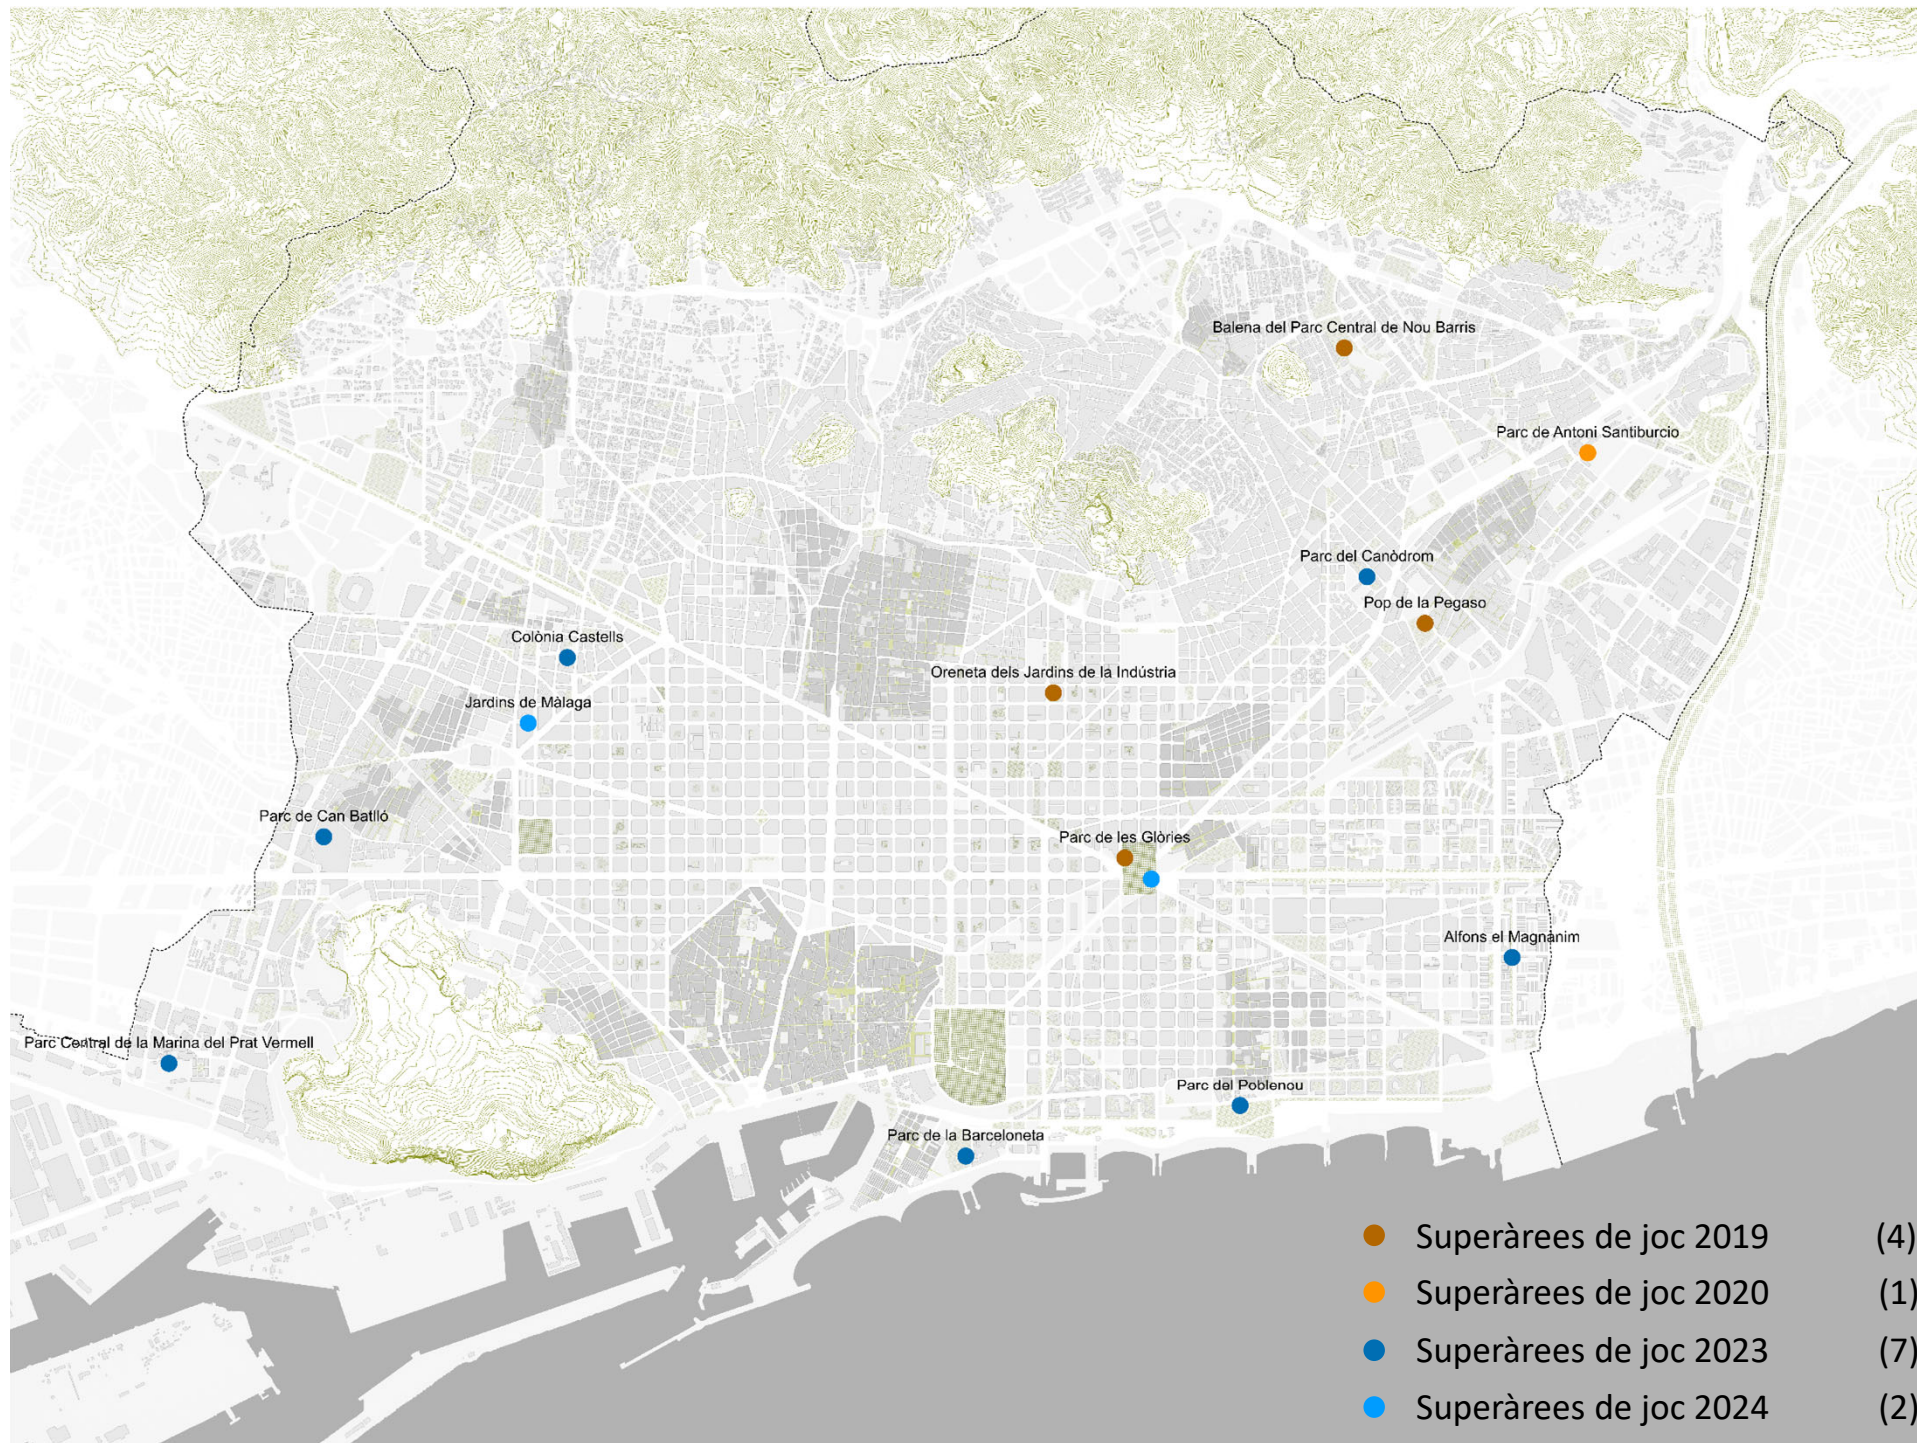 Balena del Parc Central de Nou Barris
Parc de Antoni Santiburcio
Parc del Canòdrom
Pop de la Pegaso
Colònia Castells
Oreneta dels Jardins de la Indústria
Jardins de Màlaga
Parc de Can Batlló
Parc de les Glòries
Alfons el Magnanim
Parc Central de la Marina del Prat Vermell
Parc del Poblenou
Parc de la Barceloneta
Superàrees de joc 2019 (4)
Superàrees de joc 2020 (1)
Superàrees de joc 2023 (7)
Superàrees de joc 2024 (2)